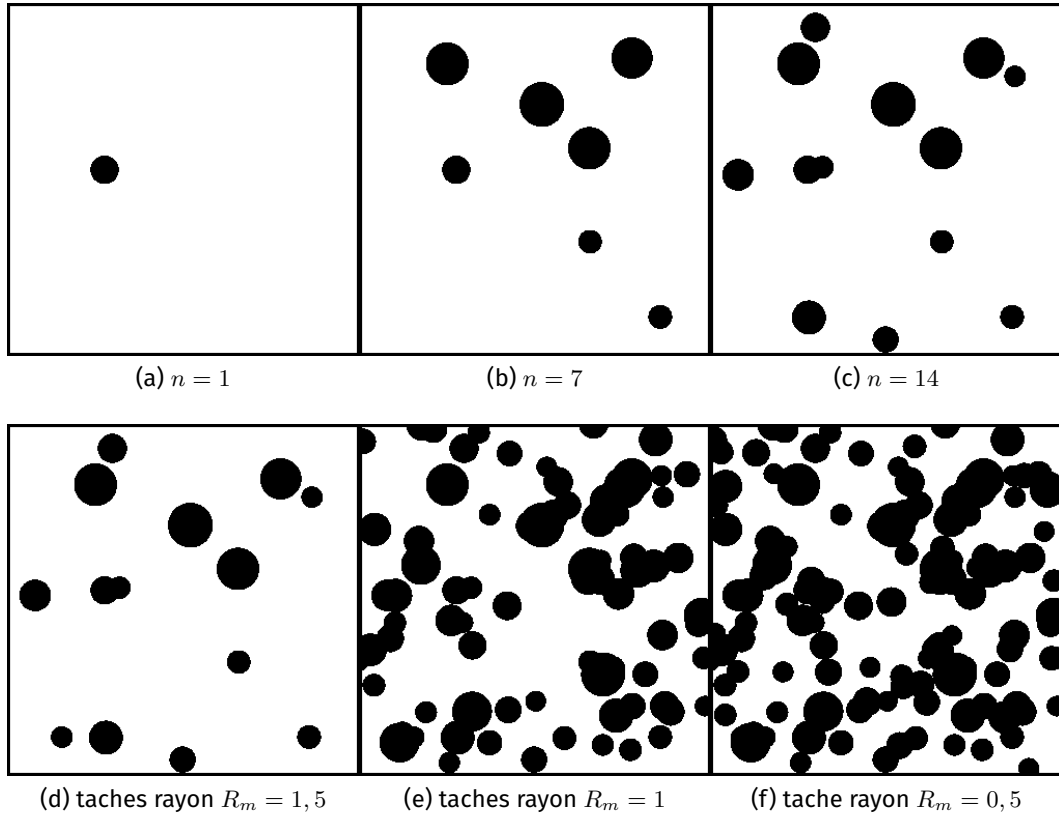 (a) n = 1
(b) n = 7
(c) n = 14
(d) taches rayon R_m = 1, 5
(e) taches rayon R_m = 1
(f) tache rayon R_m = 0, 5